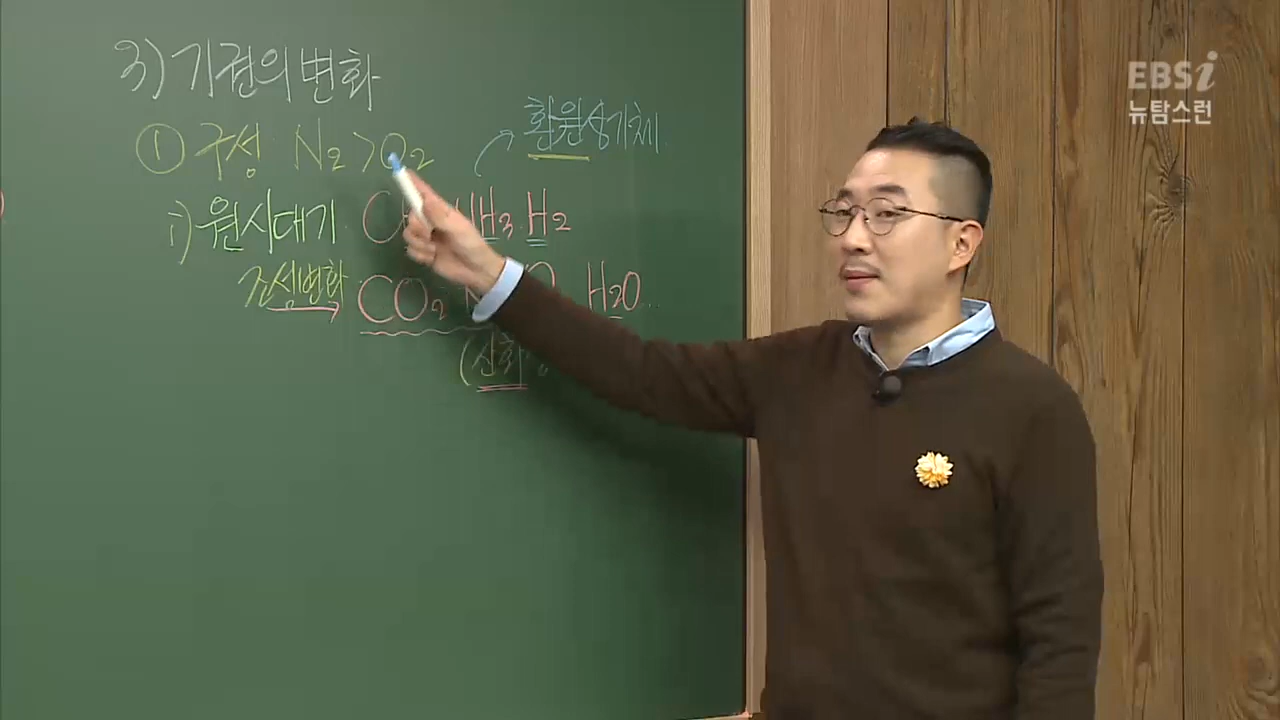 3) 기권의 변화
① 구성 N₂ > O₂
환원성기체
i) 원시대기 C H₃. H₂
조성변화 → CO₂ H₂O..
(산화
EBSi
뉴탐스런